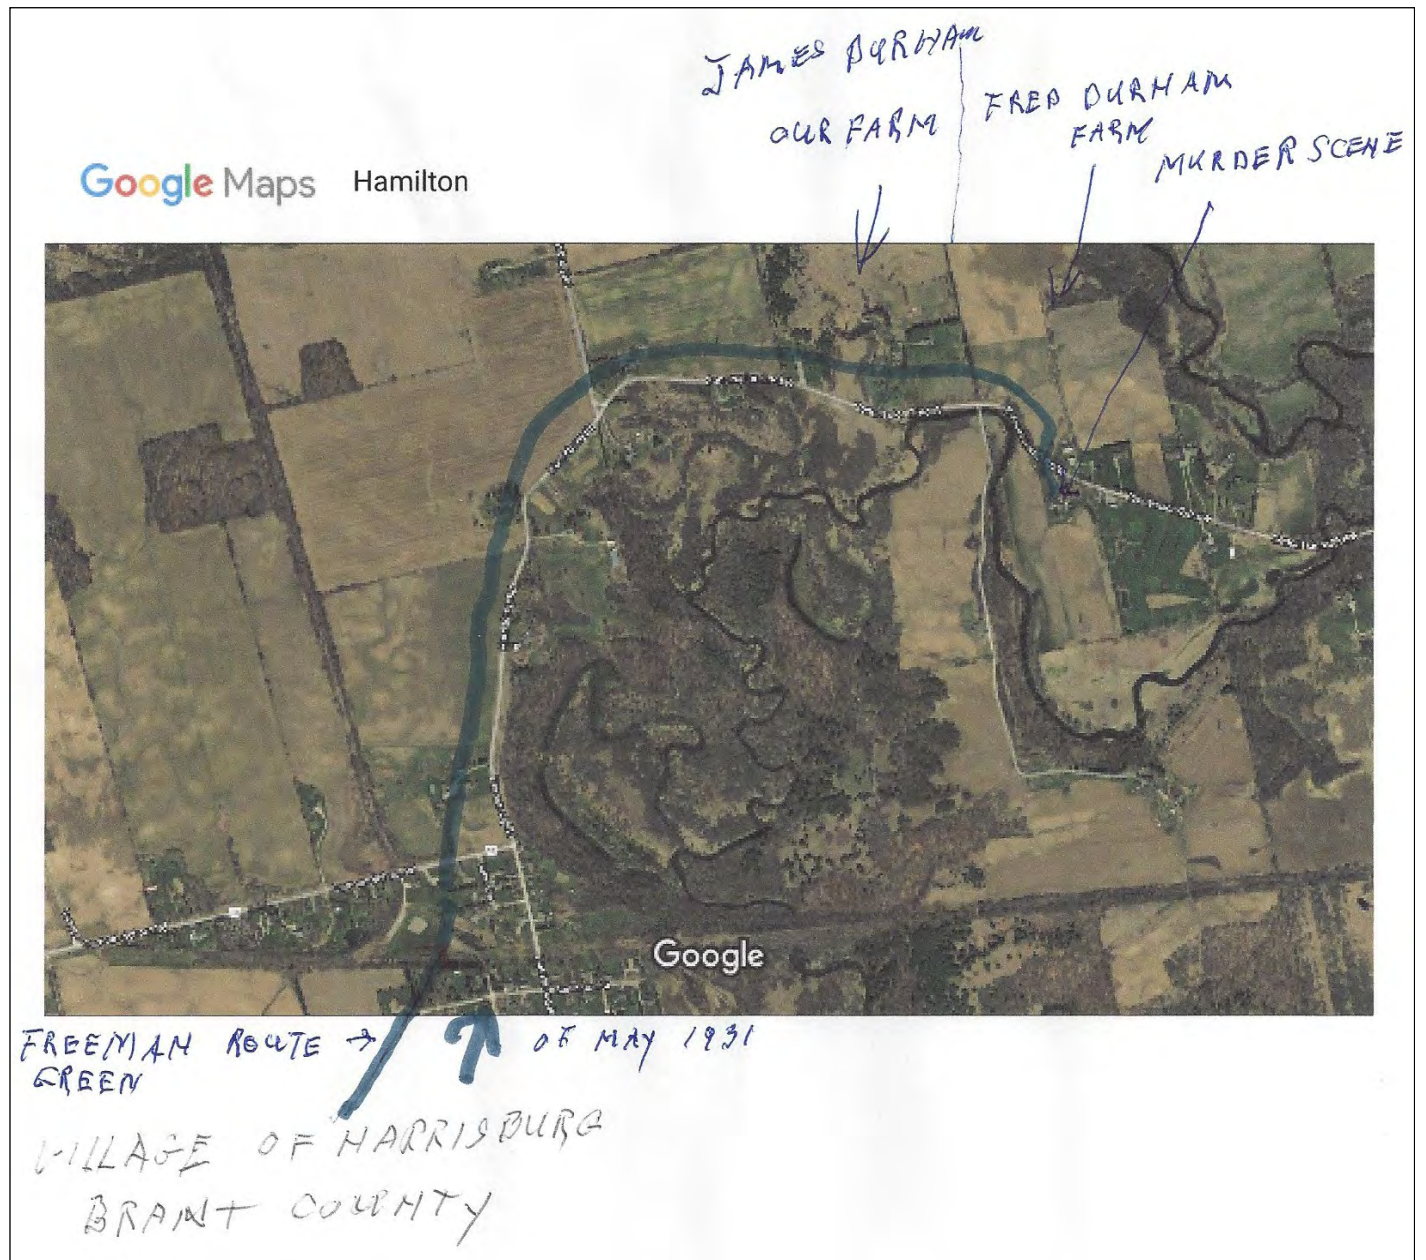 JAMES DURHAM
OUR FARM
FRED DURHAM
FARM
MURDER SCENE
Google Maps Hamilton
Google
FREEMAN ROUTE → OF MAY 1931
GREEN
VILLAGE OF HARRISBURG
BRANT COUNTY